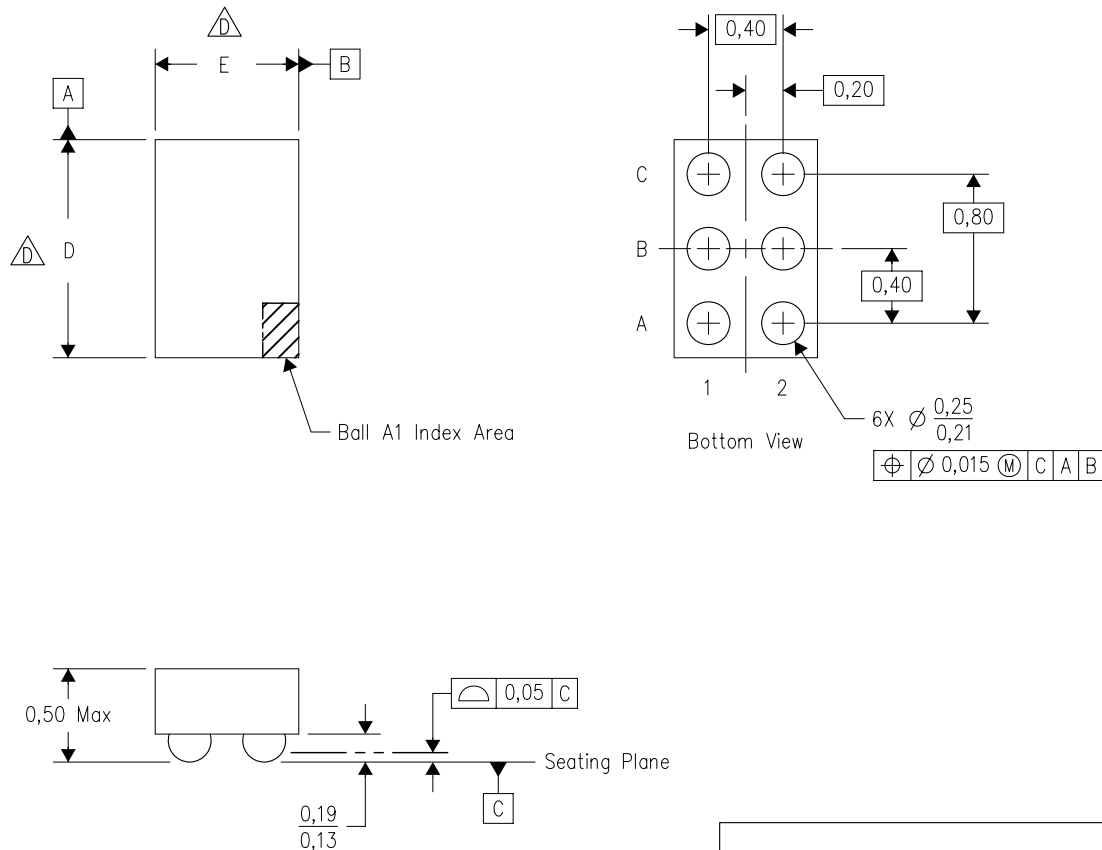 D
E
B
A
D
D
Ball A1 Index Area
0,40
0,20
C
B
A
0,80
0,40
1 2
Bottom View
6X Ø 0,25
0,21
⌖ Ø 0,015 Ⓜ C A B
0,50 Max
⌓ 0,05 C
Seating Plane
C
0,19
0,13